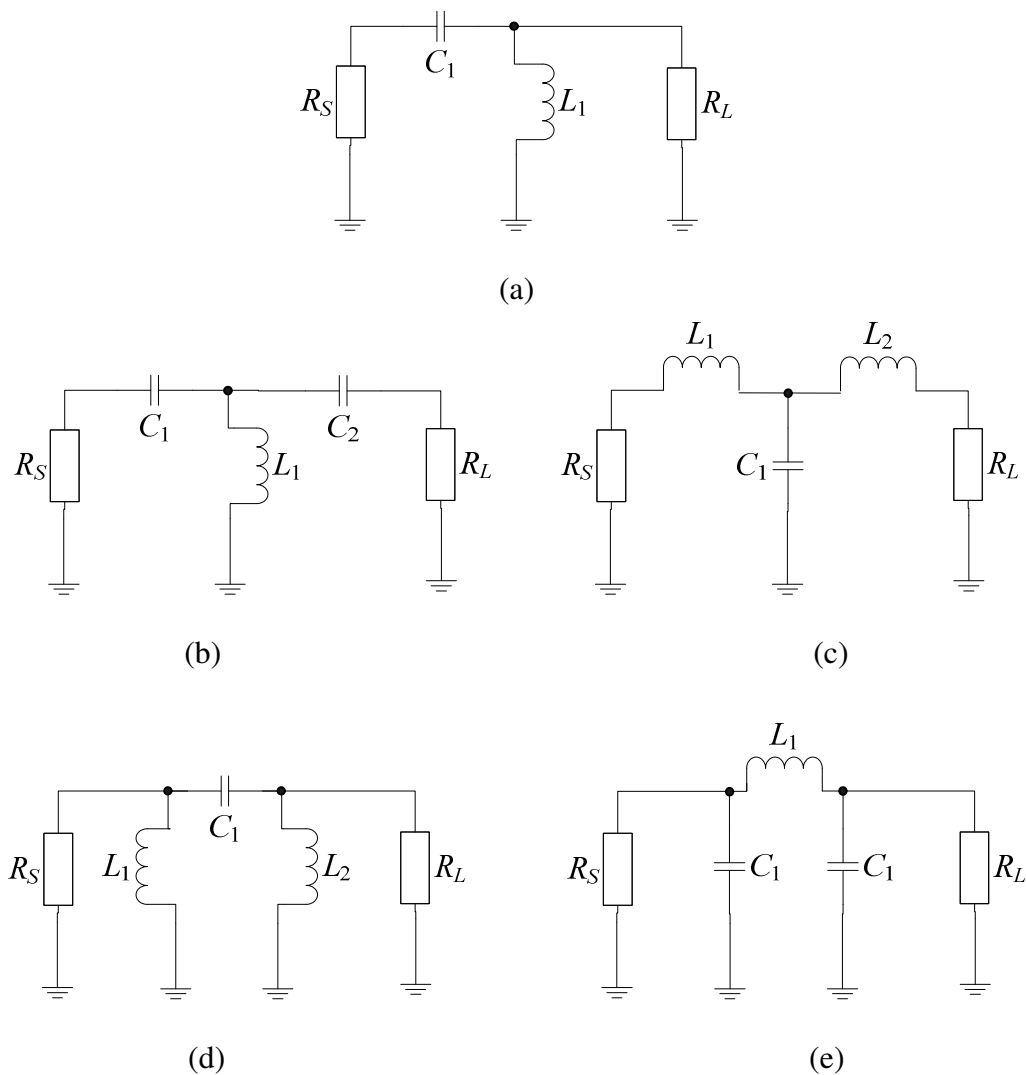 C1
RS L1 RL
(a)
L1 L2
C1 C2
RS L1 RL RS C1 RL
(b) (c)
L1
C1
RS L1 L2 RL RS C1 C1 RL
(d) (e)